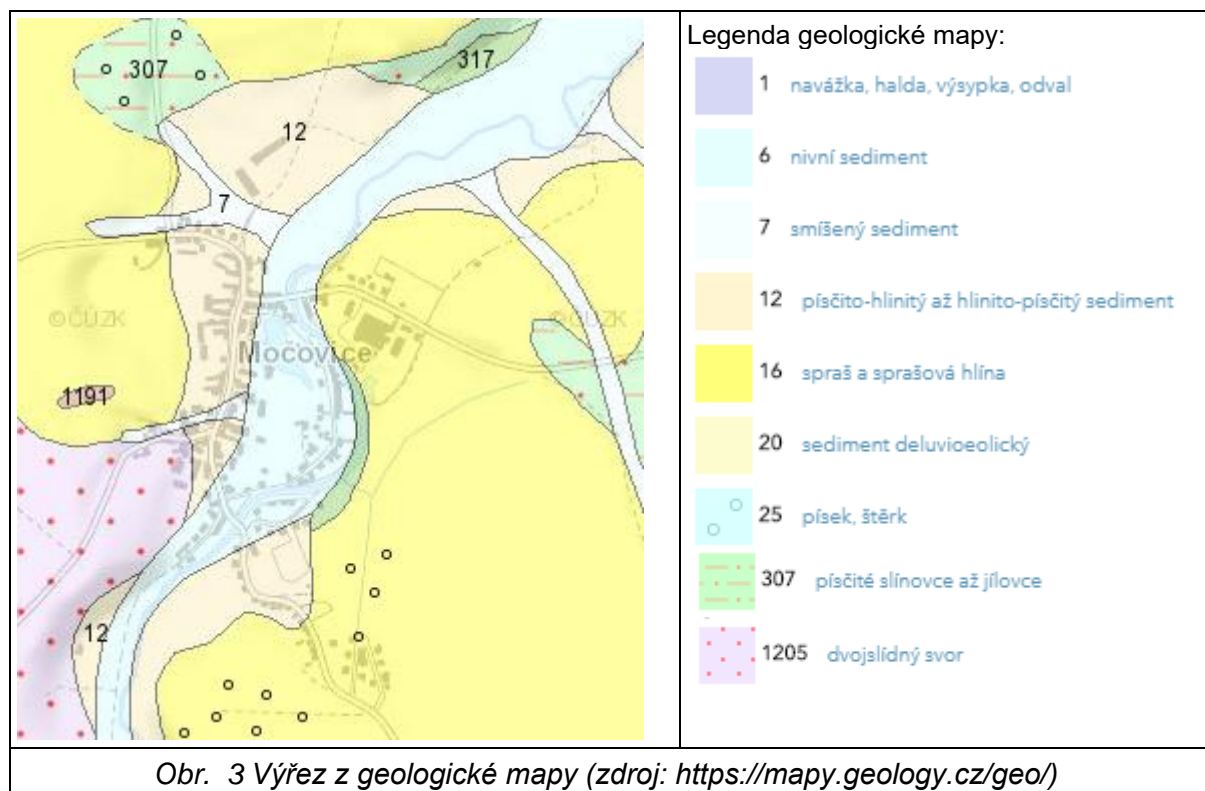 307
317
12
7
©ČÚZK
©ČÚZK
Močovice
1191
12
Legenda geologické mapy:
1 navážka, halda, výsypka, odval
6 nivní sediment
7 smíšený sediment
12 písčito-hlinitý až hlinito-písčitý sediment
16 spraš a sprašová hlína
20 sediment deluvioeolický
25 písek, štěrk
307 písčité slínovce až jílovce
1205 dvojslídný svor
Obr. 3 Výřez z geologické mapy (zdroj: https://mapy.geology.cz/geo/)